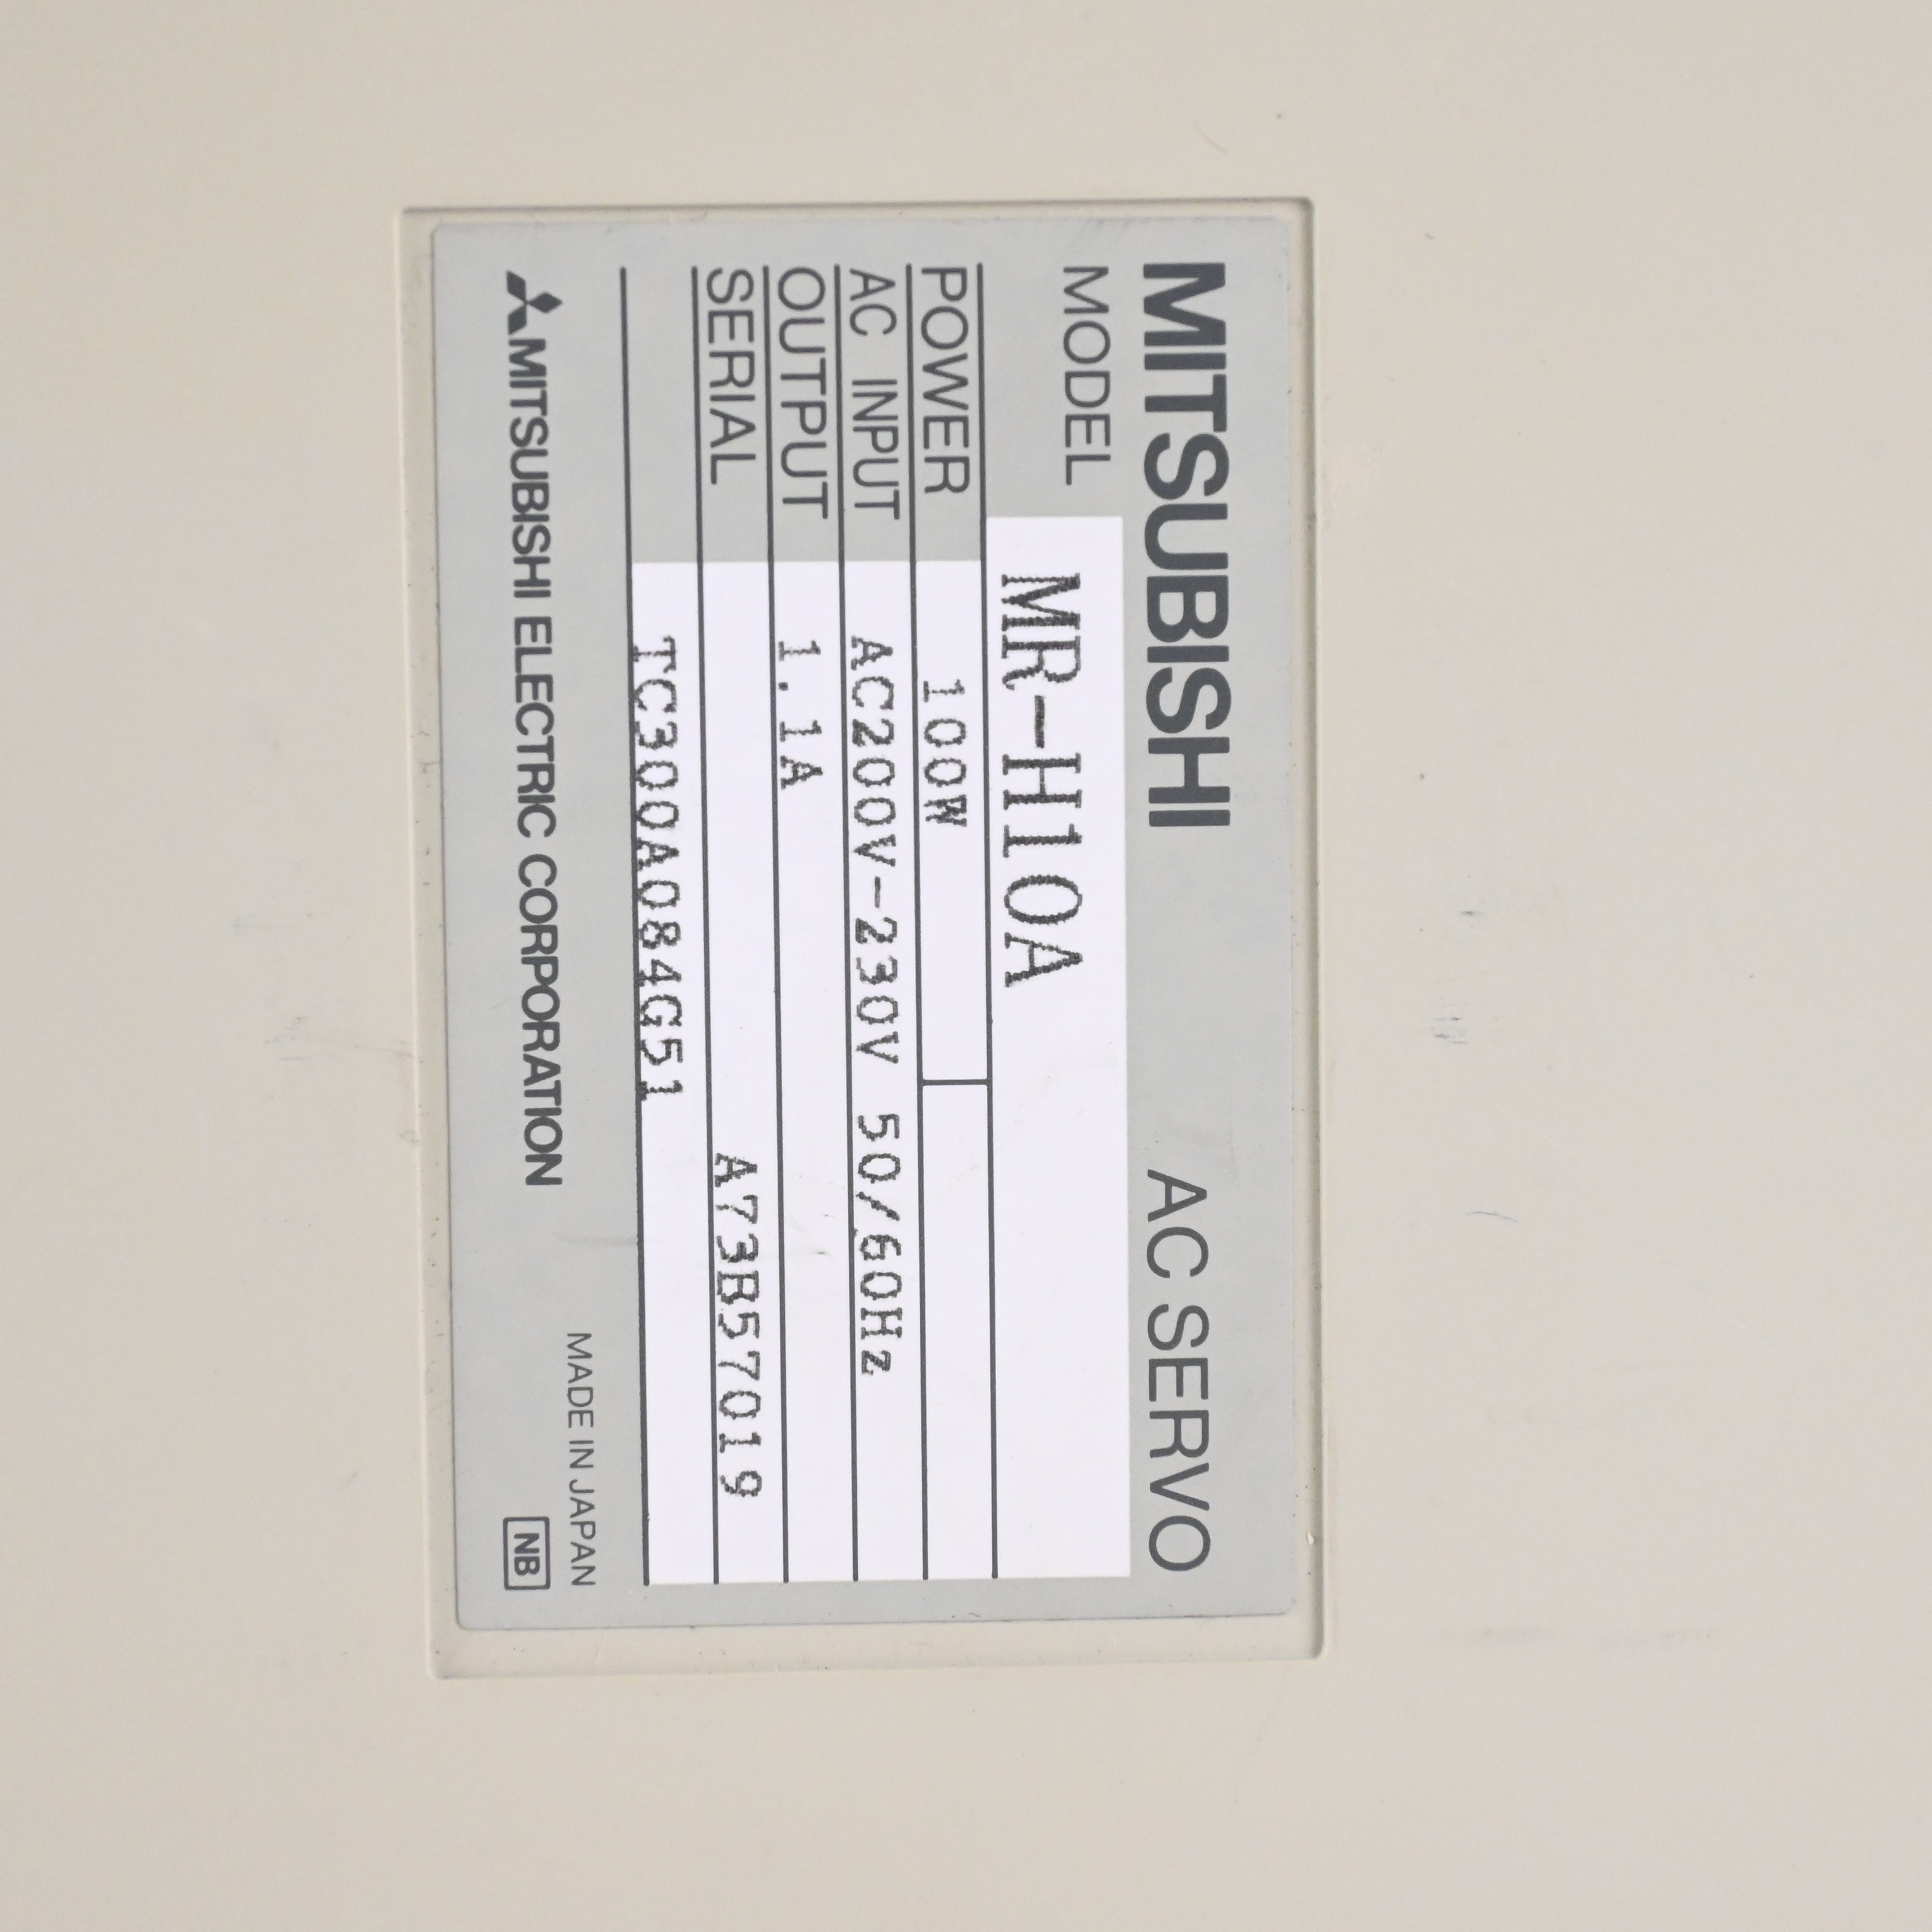 MITSUBISHI AC SERVO
MODEL MR-H10A
POWER 100W
AC INPUT AC200V-230V 50/60Hz
OUTPUT 1.1A
SERIAL A73B57019
TC300A084G51
MADE IN JAPAN
MITSUBISHI ELECTRIC CORPORATION NB